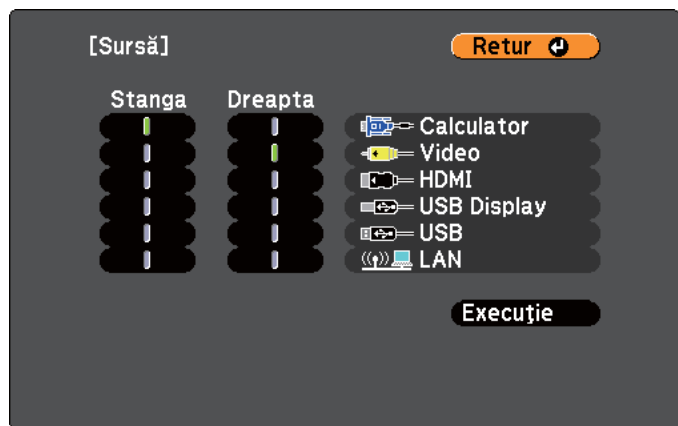 [Sursă]
Retur
Stanga Dreapta
Calculator
Video
HDMI
USB Display
USB
LAN
Execuţie